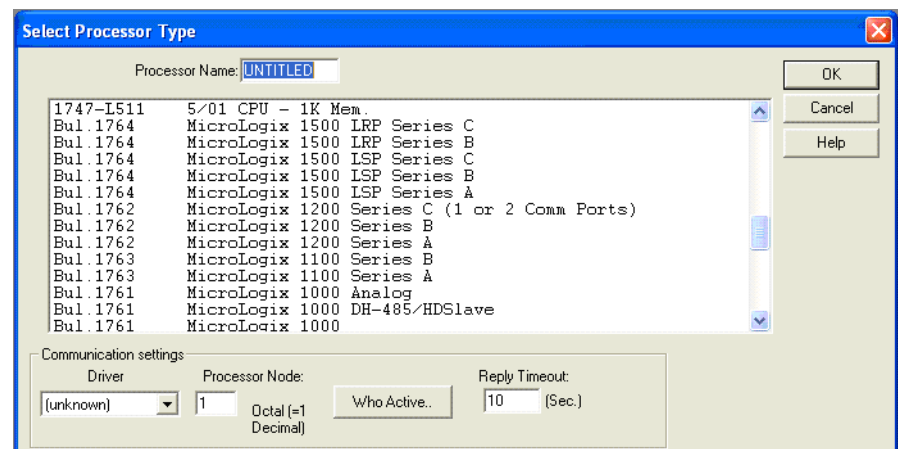 Select Processor Type
Processor Name: UNTITLED
OK
Cancel
Help
1747-L511 5/01 CPU - 1K Mem.
Bul.1764 MicroLogix 1500 LRP Series C
Bul.1764 MicroLogix 1500 LRP Series B
Bul.1764 MicroLogix 1500 LSP Series C
Bul.1764 MicroLogix 1500 LSP Series B
Bul.1764 MicroLogix 1500 LSP Series A
Bul.1762 MicroLogix 1200 Series C (1 or 2 Comm Ports)
Bul.1762 MicroLogix 1200 Series B
Bul.1762 MicroLogix 1200 Series A
Bul.1763 MicroLogix 1100 Series B
Bul.1763 MicroLogix 1100 Series A
Bul.1761 MicroLogix 1000 Analog
Bul.1761 MicroLogix 1000 DH-485/HDSlave
Bul.1761 MicroLogix 1000
Communication settings
Driver
(unknown)
Processor Node:
1
Octal (=1
Decimal)
Who Active..
Reply Timeout:
10 (Sec.)